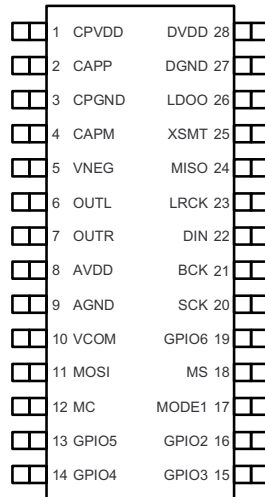 1 CPVDD DVDD 28
2 CAPP DGND 27
3 CPGND LDOO 26
4 CAPM XSMT 25
5 VNEG MISO 24
6 OUTL LRCK 23
7 OUTR DIN 22
8 AVDD BCK 21
9 AGND SCK 20
10 VCOM GPIO6 19
11 MOSI MS 18
12 MC MODE1 17
13 GPIO5 GPIO2 16
14 GPIO4 GPIO3 15